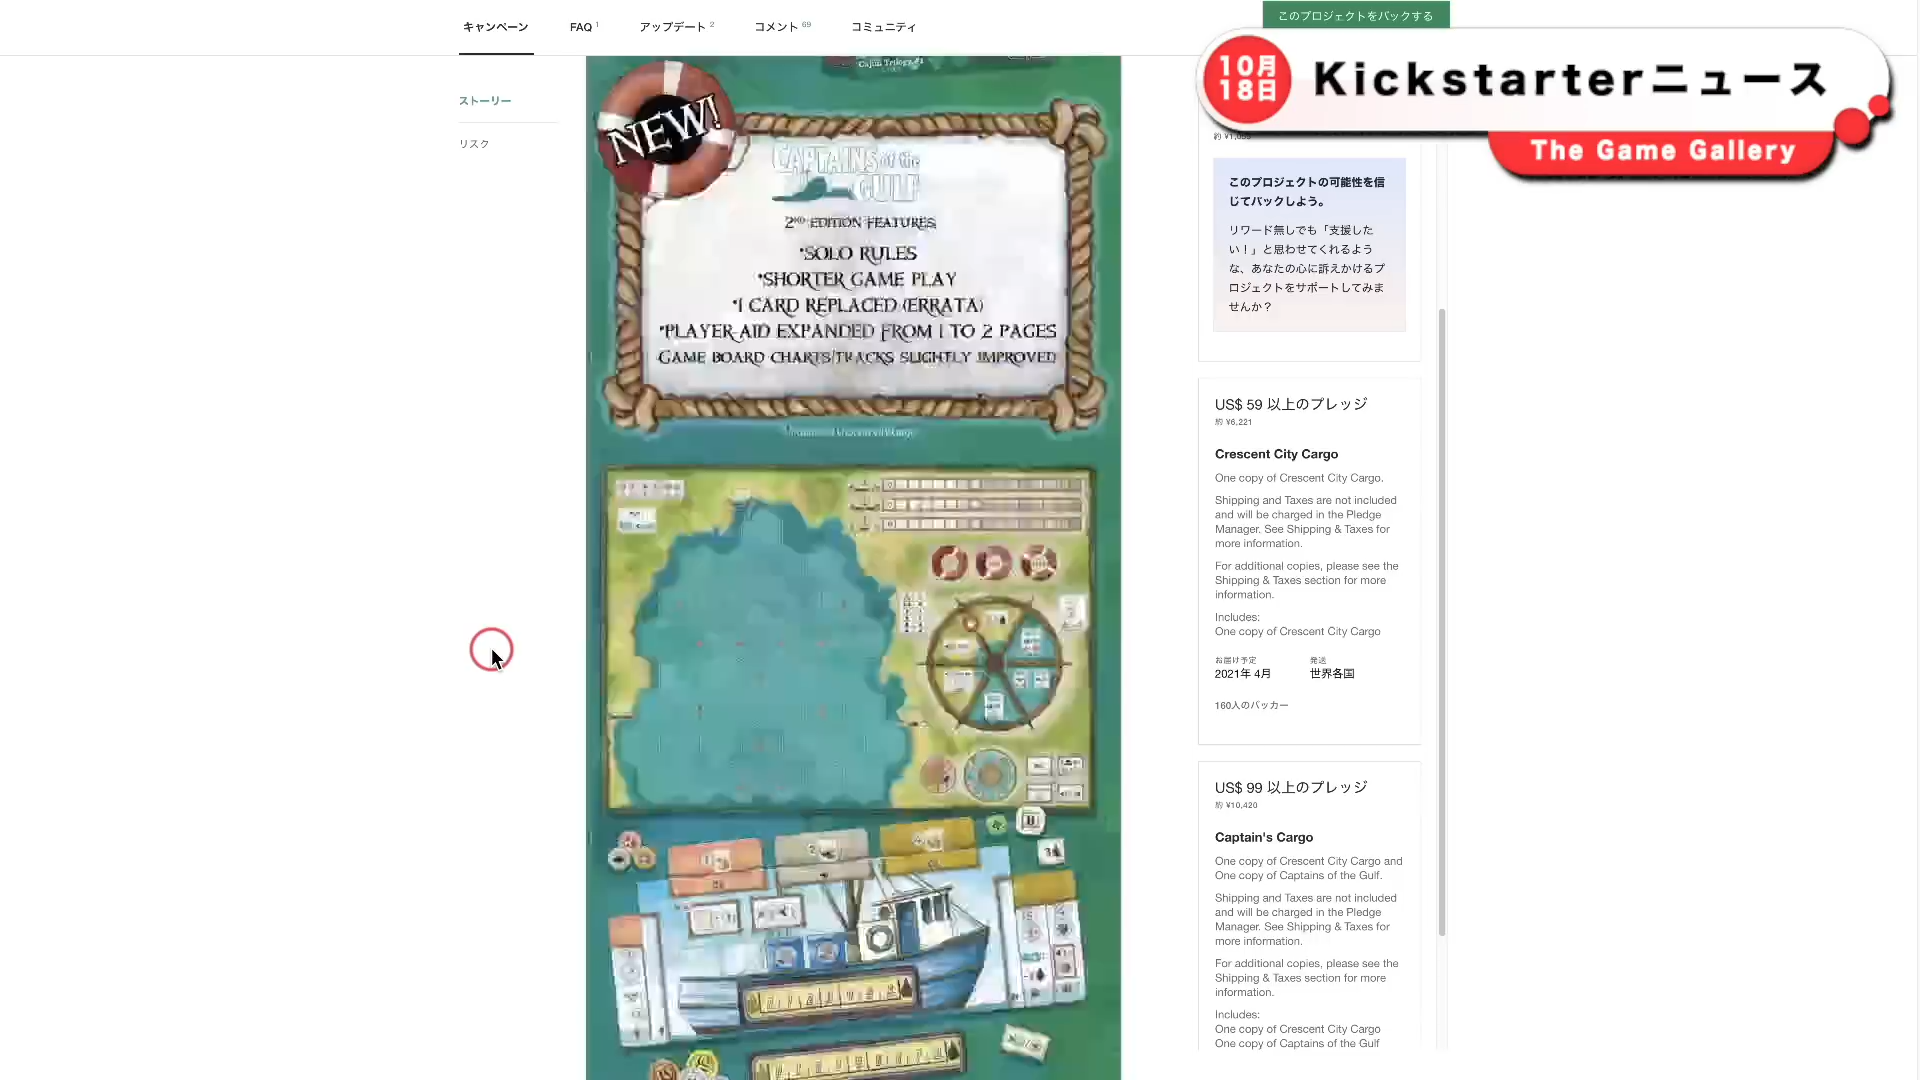 キャンペーン
FAQ 1
アップデート 2
コメント 69
コミュニティ
このプロジェクトをバックする
10月
18日
Kickstarterニュース
The Game Gallery
ストーリー
リスク
Cajun Trilogy #1
NEW!
CAPTAINS of the
GULF
2ND EDITION FEATURES
*SOLO RULES
*SHORTER GAME PLAY
*1 CARD REPLACED (ERRATA)
*PLAYER AID EXPANDED FROM 1 TO 2 PAGES
GAME BOARD CHARTS/TRACKS SLIGHTLY IMPROVED
このプロジェクトの可能性を信
じてバックしよう。
リワード無しでも「支援した
い！」と思わせてくれるよう
な、あなたの心に訴えかけるプ
ロジェクトをサポートしてみま
せんか？
US$ 59 以上のプレッジ
約 ¥6,221
Crescent City Cargo
One copy of Crescent City Cargo.
Shipping and Taxes are not included
and will be charged in the Pledge
Manager. See Shipping & Taxes for
more information.
For additional copies, please see the
Shipping & Taxes section for more
information.
Includes:
One copy of Crescent City Cargo
お届け予定
発送
2021年 4月
世界各国
160人のバッカー
US$ 99 以上のプレッジ
約 ¥10,420
Captain's Cargo
One copy of Crescent City Cargo and
One copy of Captains of the Gulf.
Shipping and Taxes are not included
and will be charged in the Pledge
Manager. See Shipping & Taxes for
more information.
For additional copies, please see the
Shipping & Taxes section for more
information.
Includes:
One copy of Crescent City Cargo
One copy of Captains of the Gulf